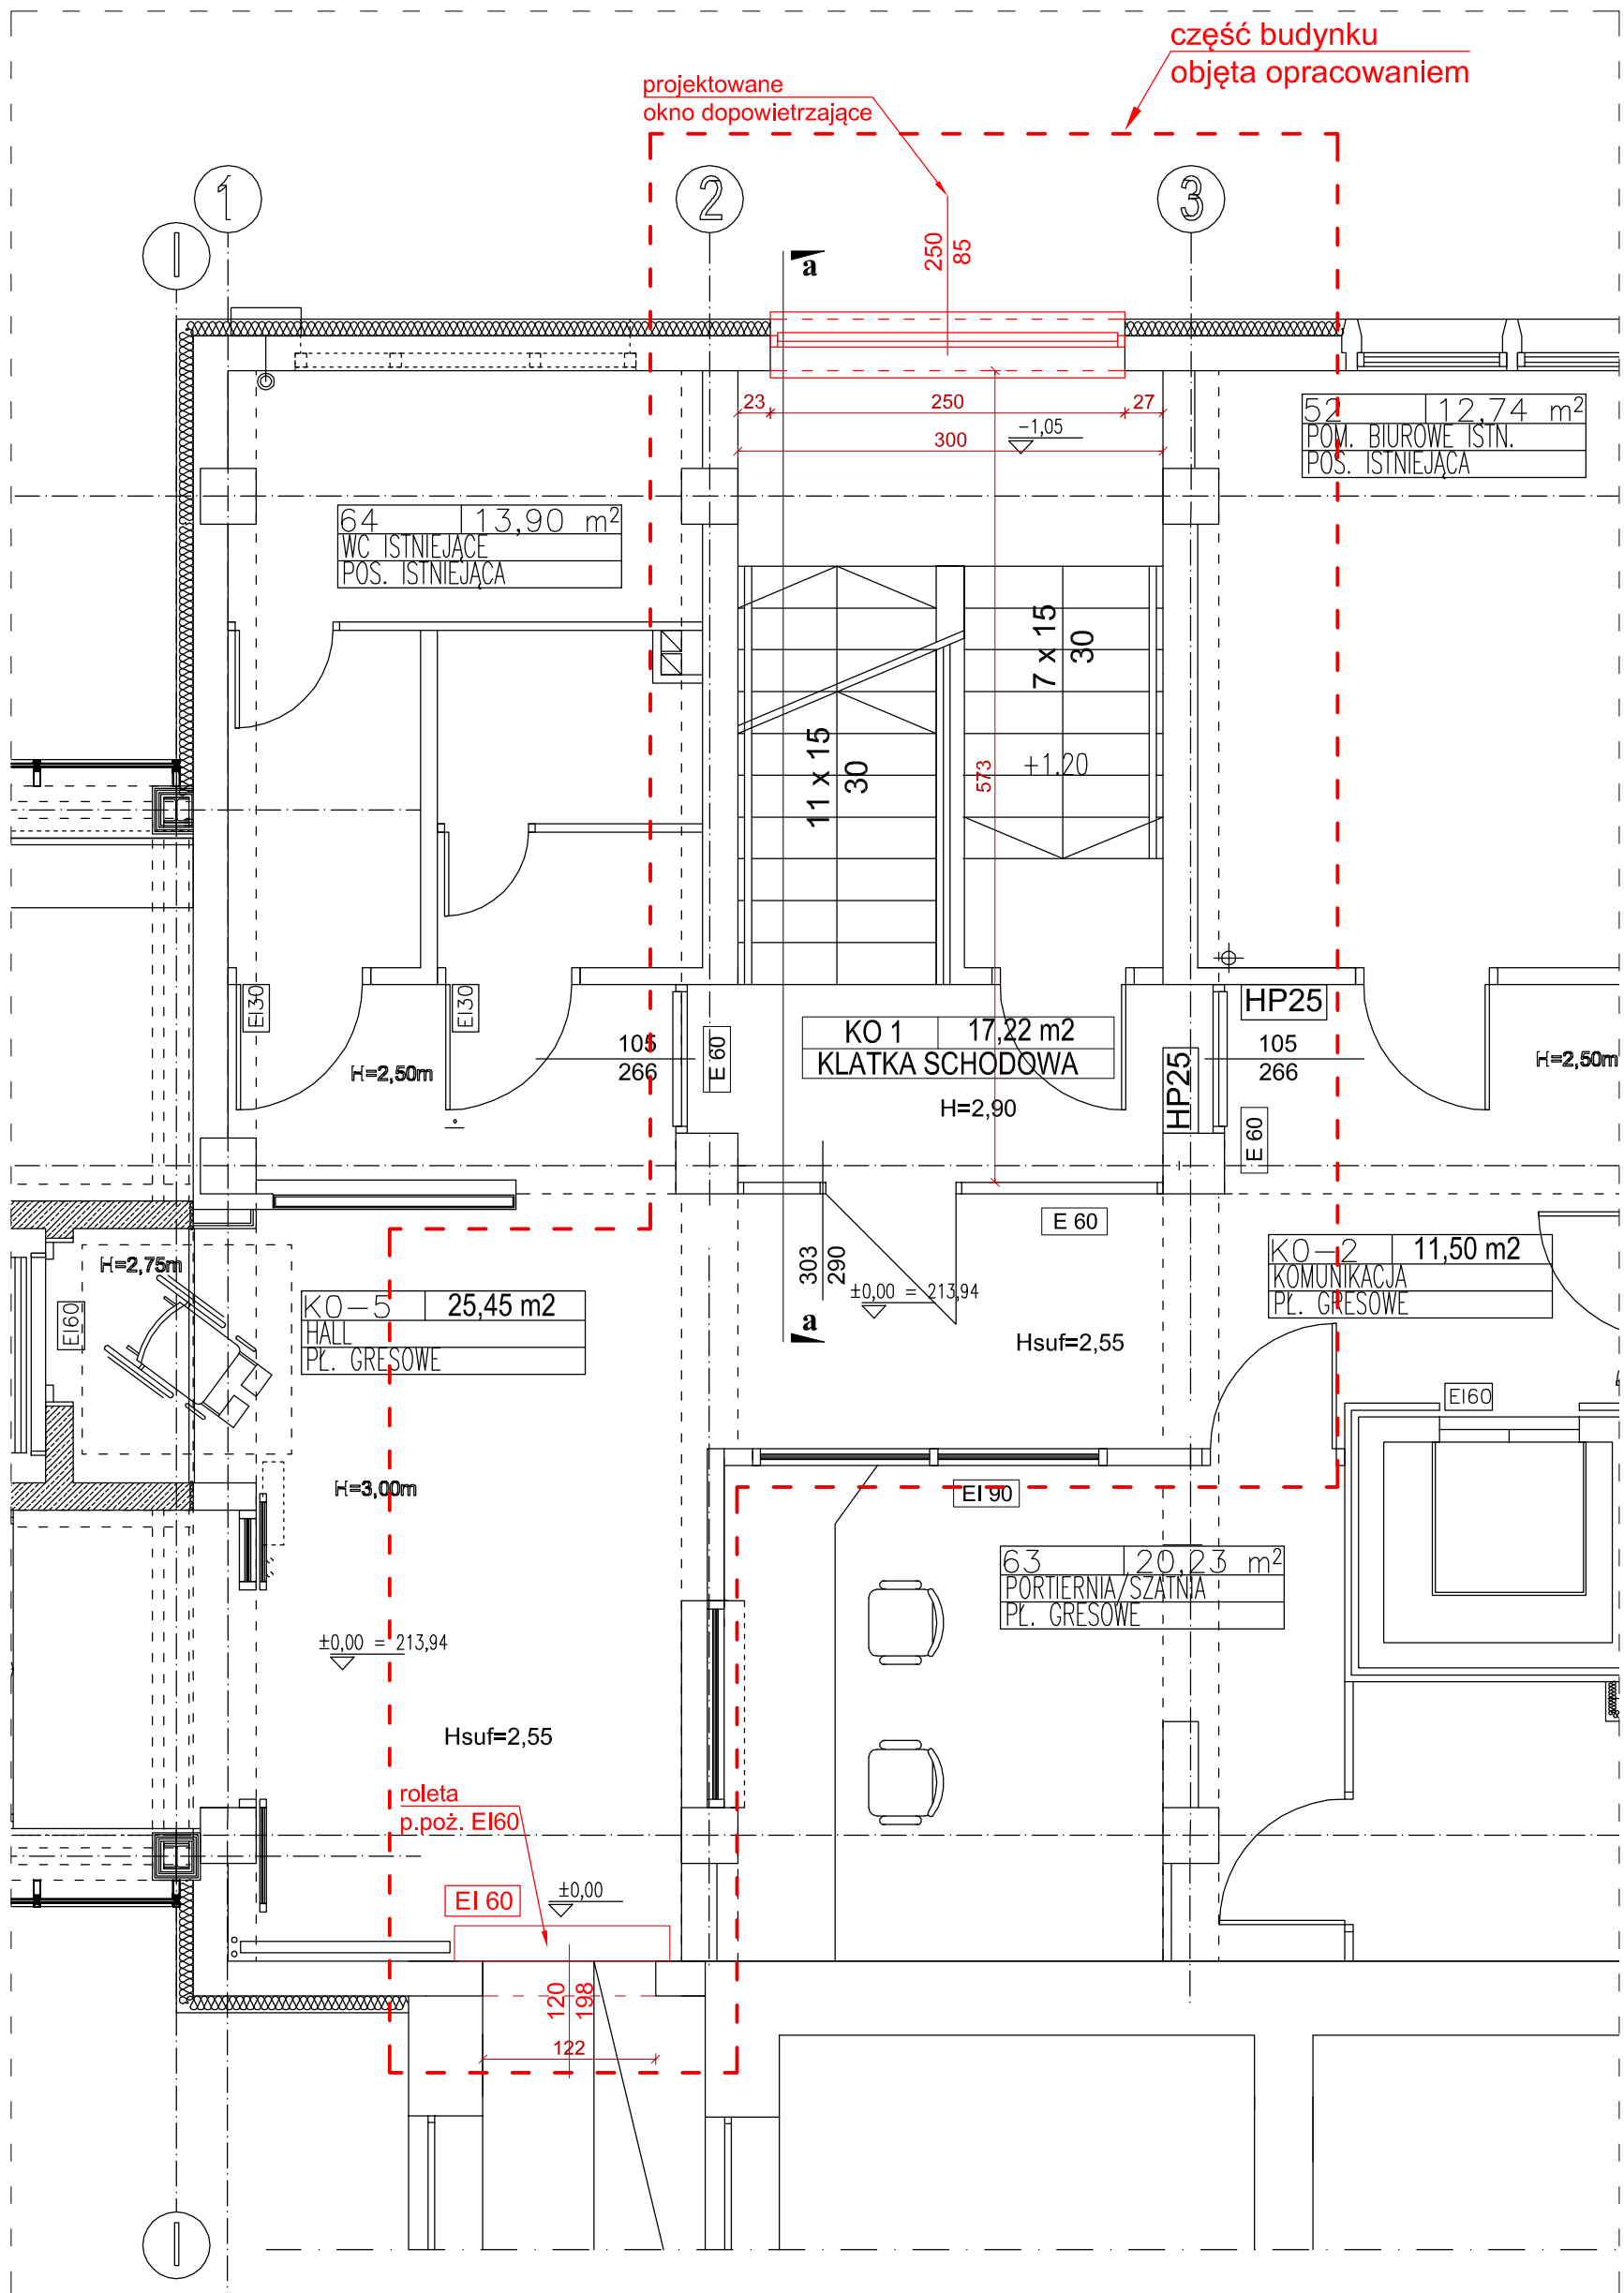 część budynku
objęta opracowaniem
projektowane
okno dopowietrzające
1
2
3
I
a
250
85
23
250
27
300
-1,05
52 12,74 m²
POM. BIUROWE ISTN.
POS. ISTNIEJĄCA
64 13,90 m²
WC ISTNIEJĄCE
POS. ISTNIEJĄCA
7 x 15
30
11 x 15
30
573
+1.20
EI30
EI30
105
266
E 60
KO 1 17,22 m2
KLATKA SCHODOWA
H=2,90
HP25
HP25
105
266
H=2,50m
H=2,50m
E 60
E 60
303
290
±0,00 = 213,94
a
Hsuf=2,55
KO-2 11,50 m2
KOMUNIKACJA
PŁ. GRESOWE
H=2,75m
EI60
KO-5 25,45 m2
HALL
PŁ. GRESOWE
EI60
H=3,00m
EI 90
63 20,23 m²
PORTIERNIA/SZATNIA
PŁ. GRESOWE
±0,00 = 213,94
Hsuf=2,55
roleta
p.poż. EI60
EI 60
±0,00
120
198
122
I